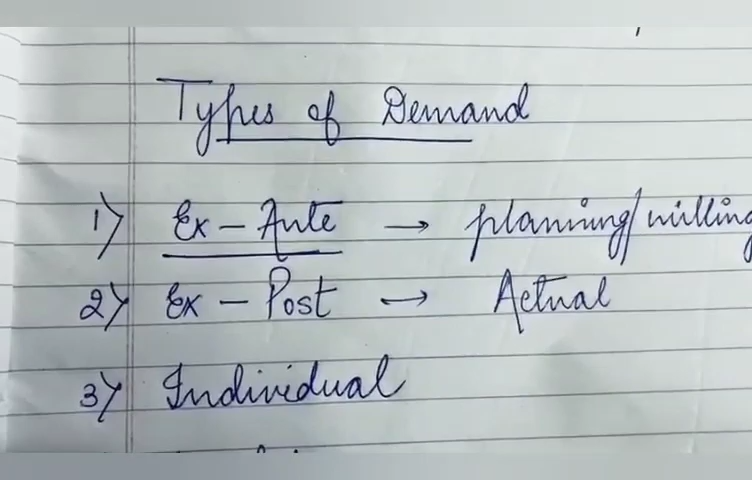 Types of Demand
1) Ex - Ante → planning/willing
2) Ex - Post → Actual
3) Individual